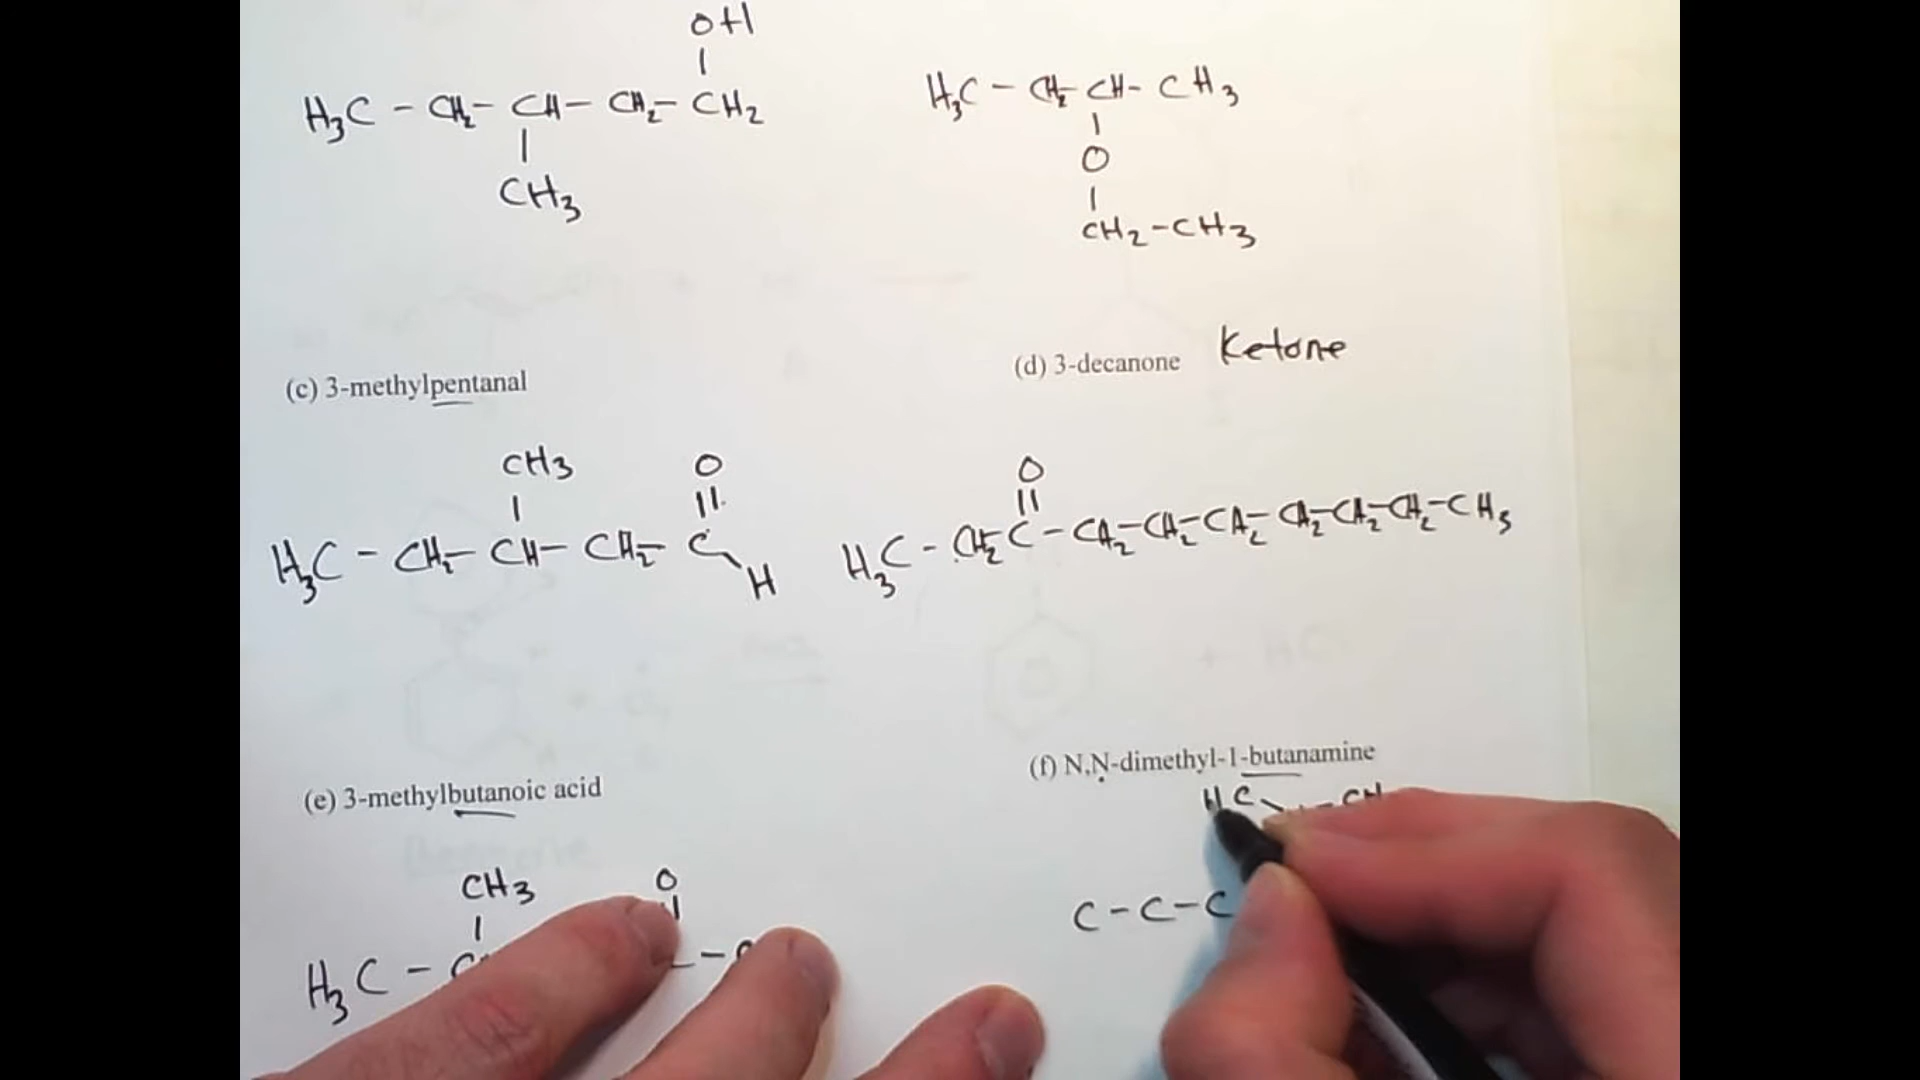 OH
|
H₃C - CH₂ - CH - CH₂ - CH₂
|
CH₃
H₃C - CH₂ - CH - CH₃
|
O
|
CH₂ - CH₃
(c) 3-methylpentanal
(d) 3-decanone Ketone
CH₃ O
| ||
H₃C - CH₂ - CH - CH₂ - C
H
O
||
H₃C - CH₂ C - CH₂ - CH₂ - CH₂ - CH₂ - CH₂ - CH₂ - CH₃
(e) 3-methylbutanoic acid
(f) N,N-dimethyl-1-butanamine
CH₃ O
|
H₃C - C
HC CH
C - C - C